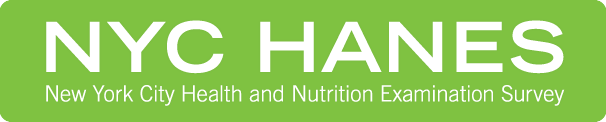 NYC HANES
New York City Health and Nutrition Examination Survey